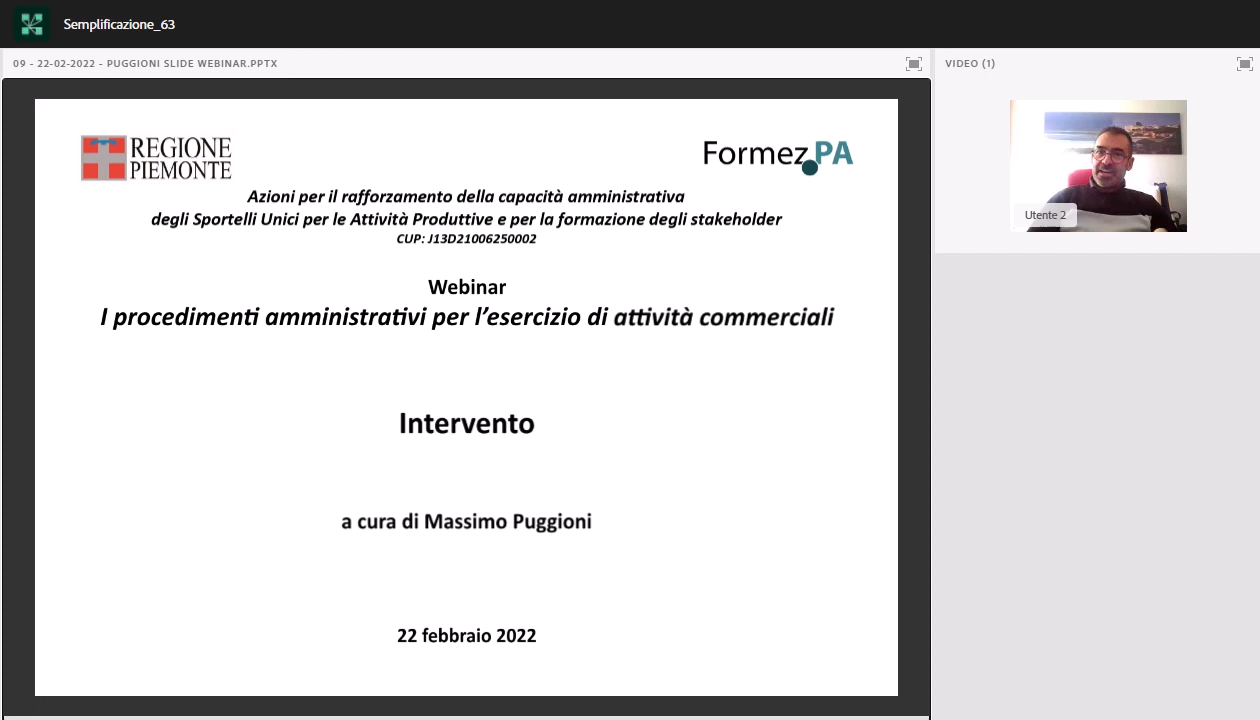 Semplificazione_63
09 - 22-02-2022 - PUGGIONI SLIDE WEBINAR.PPTX
VIDEO (1)
REGIONE
PIEMONTE
Formez PA
Azioni per il rafforzamento della capacità amministrativa
degli Sportelli Unici per le Attività Produttive e per la formazione degli stakeholder
CUP: J13D21006250002
Webinar
I procedimenti amministrativi per l’esercizio di attività commerciali
Intervento
a cura di Massimo Puggioni
22 febbraio 2022
Utente 2